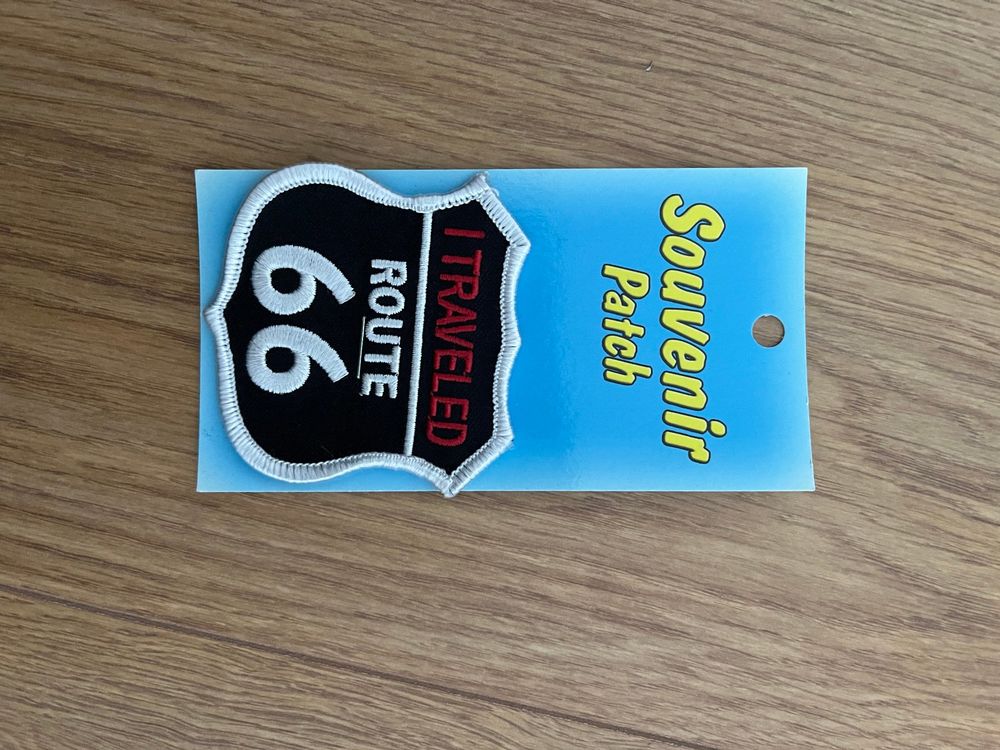 Souvenir
Patch
I TRAVELED
ROUTE
66